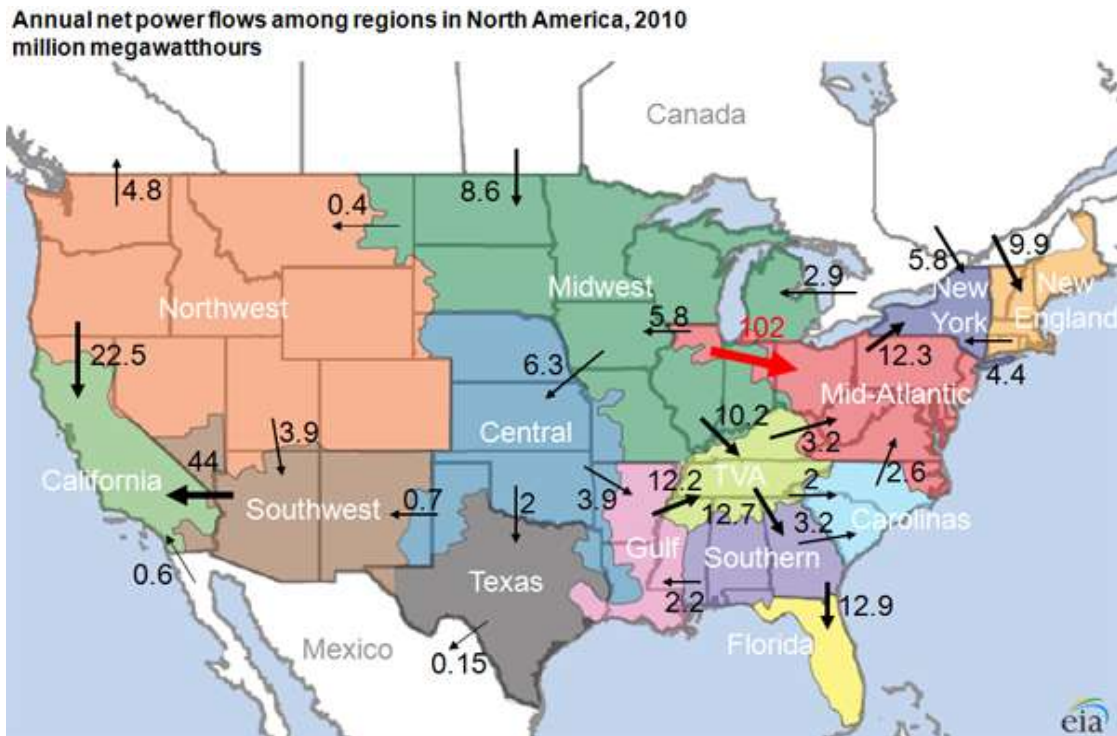 Annual net power flows among regions in North America, 2010
million megawatthours
Canada
4.8
8.6
0.4
5.8
9.9
2.9
Northwest
Midwest
New
York
New
England
5.8
102
12.3
22.5
6.3
4.4
Mid-Atlantic
10.2
3.2
3.9
Central
44
California
Southwest
0.7
2
3.9
12.2
TVA
2
2.6
12.7
3.2
Carolinas
Gulf
Southern
0.6
Texas
2.2
12.9
Florida
Mexico
0.15
eia